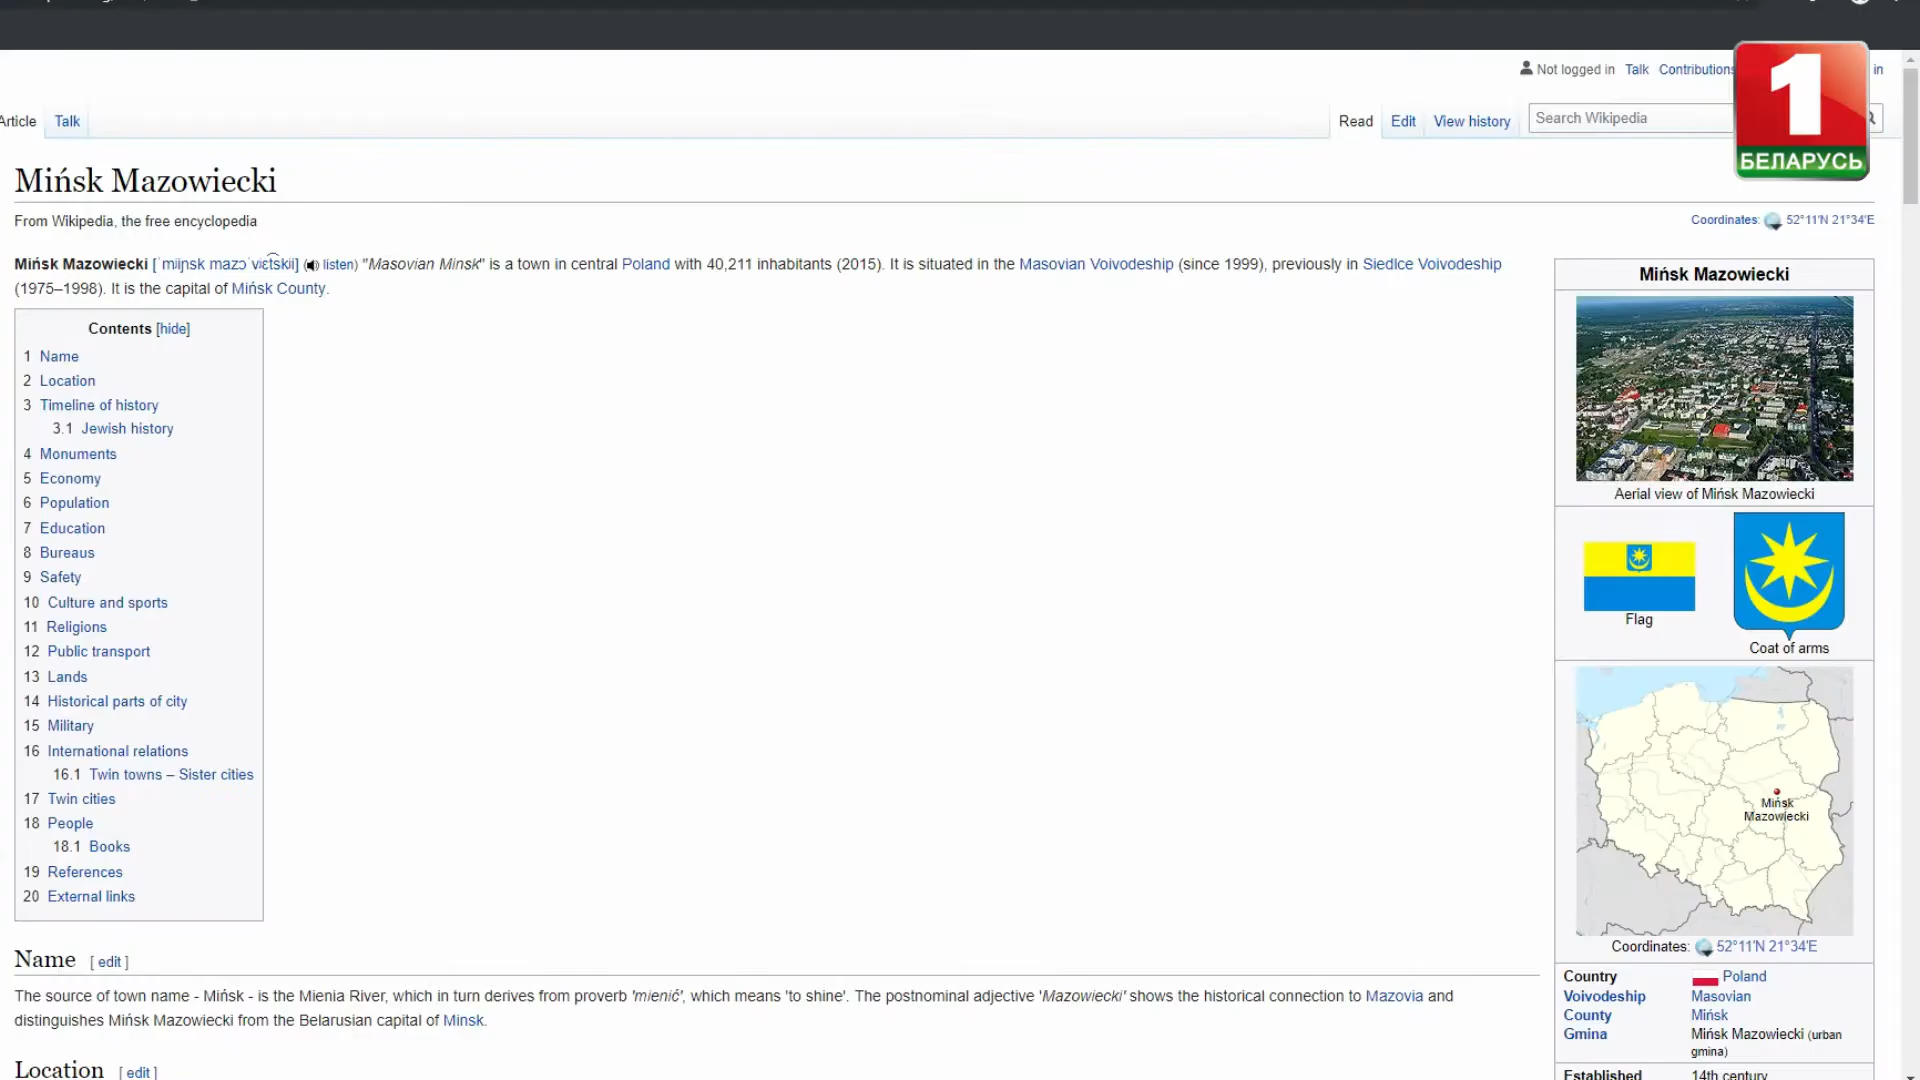 Not logged in Talk Contributions in
Article Talk
Read Edit View history
Search Wikipedia
1
БЕЛАРУСЬ
Mińsk Mazowiecki
From Wikipedia, the free encyclopedia
Coordinates: 52°11′N 21°34′E
Mińsk Mazowiecki [ˈmiɲsk mazɔˈvjɛt͡skʲi] (listen) "Masovian Minsk" is a town in central Poland with 40,211 inhabitants (2015). It is situated in the Masovian Voivodeship (since 1999), previously in Siedlce Voivodeship
(1975–1998). It is the capital of Mińsk County.
Contents [hide]
1 Name
2 Location
3 Timeline of history
3.1 Jewish history
4 Monuments
5 Economy
6 Population
7 Education
8 Bureaus
9 Safety
10 Culture and sports
11 Religions
12 Public transport
13 Lands
14 Historical parts of city
15 Military
16 International relations
16.1 Twin towns – Sister cities
17 Twin cities
18 People
18.1 Books
19 References
20 External links
Name [ edit ]
The source of town name - Mińsk - is the Mienia River, which in turn derives from proverb 'mienić', which means 'to shine'. The postnominal adjective 'Mazowiecki' shows the historical connection to Mazovia and
distinguishes Mińsk Mazowiecki from the Belarusian capital of Minsk.
Location [ edit ]
Mińsk Mazowiecki
Aerial view of Mińsk Mazowiecki
Flag
Coat of arms
Mińsk
Mazowiecki
Coordinates: 52°11′N 21°34′E
Country Poland
Voivodeship Masovian
County Mińsk
Gmina Mińsk Mazowiecki (urban
gmina)
Established 14th century